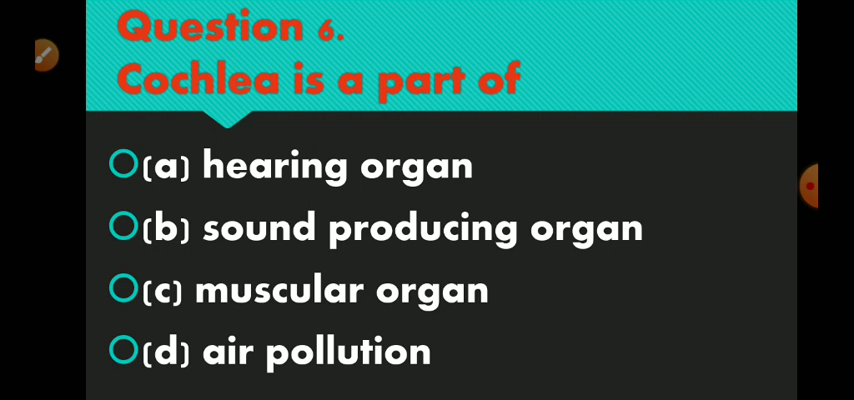 Question 6.
Cochlea is a part of
(a) hearing organ
(b) sound producing organ
(c) muscular organ
(d) air pollution